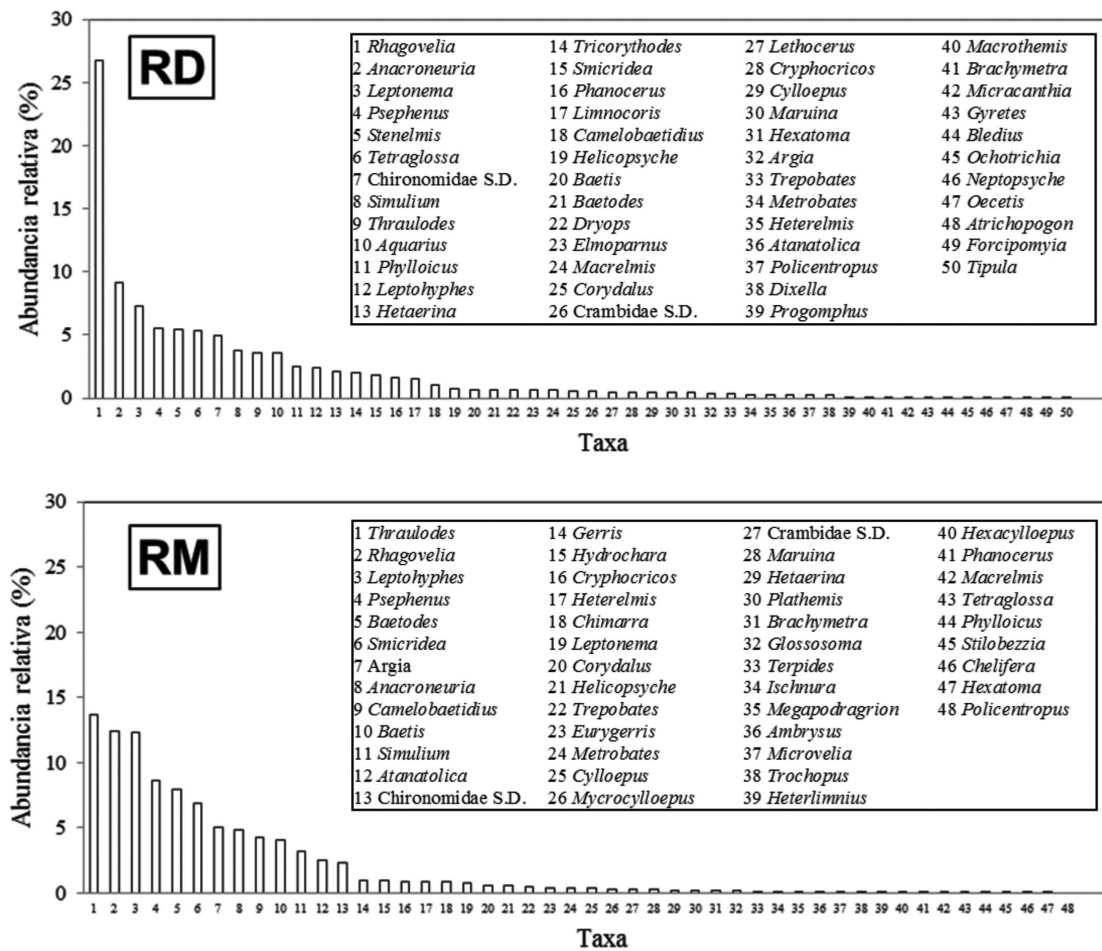 30
25
20
15
10
5
0
Abundancia relativa (%)
RD
1 Rhagovelia
2 Anacroneuria
3 Leptonema
4 Psephenus
5 Stenelmis
6 Tetraglossa
7 Chironomidae S.D.
8 Simulium
9 Thraulodes
10 Aquarius
11 Phylloicus
12 Leptohyphes
13 Hetaerina
14 Tricorythodes
15 Smicridea
16 Phanocerus
17 Limnocoris
18 Camelobaetidius
19 Helicopsyche
20 Baetis
21 Baetodes
22 Dryops
23 Elmoparnus
24 Macrelmis
25 Corydalus
26 Crambidae S.D.
27 Lethocerus
28 Cryphocricos
29 Cylloepus
30 Maruina
31 Hexatoma
32 Argia
33 Trepobates
34 Metrobates
35 Heterelmis
36 Atanatolica
37 Policentropus
38 Dixella
39 Progomphus
40 Macrothemis
41 Brachymetra
42 Micracanthia
43 Gyretes
44 Bledius
45 Ochotrichia
46 Neptopsyche
47 Oecetis
48 Atrichopogon
49 Forcipomyia
50 Tipula
1 2 3 4 5 6 7 8 9 10 11 12 13 14 15 16 17 18 19 20 21 22 23 24 25 26 27 28 29 30 31 32 33 34 35 36 37 38 39 40 41 42 43 44 45 46 47 48 49 50
Taxa
30
25
20
15
10
5
0
Abundancia relativa (%)
RM
1 Thraulodes
2 Rhagovelia
3 Leptohyphes
4 Psephenus
5 Baetodes
6 Smicridea
7 Argia
8 Anacroneuria
9 Camelobaetidius
10 Baetis
11 Simulium
12 Atanatolica
13 Chironomidae S.D.
14 Gerris
15 Hydrochara
16 Cryphocricos
17 Heterelmis
18 Chimarra
19 Leptonema
20 Corydalus
21 Helicopsyche
22 Trepobates
23 Eurygerris
24 Metrobates
25 Cylloepus
26 Mycrocylloepus
27 Crambidae S.D.
28 Maruina
29 Hetaerina
30 Plathemis
31 Brachymetra
32 Glossosoma
33 Terpides
34 Ischnura
35 Megapodragrion
36 Ambrysus
37 Microvelia
38 Trochopus
39 Heterlimnius
40 Hexacylloepus
41 Phanocerus
42 Macrelmis
43 Tetraglossa
44 Phylloicus
45 Stilobezzia
46 Chelifera
47 Hexatoma
48 Policentropus
1 2 3 4 5 6 7 8 9 10 11 12 13 14 15 16 17 18 19 20 21 22 23 24 25 26 27 28 29 30 31 32 33 34 35 36 37 38 39 40 41 42 43 44 45 46 47 48
Taxa